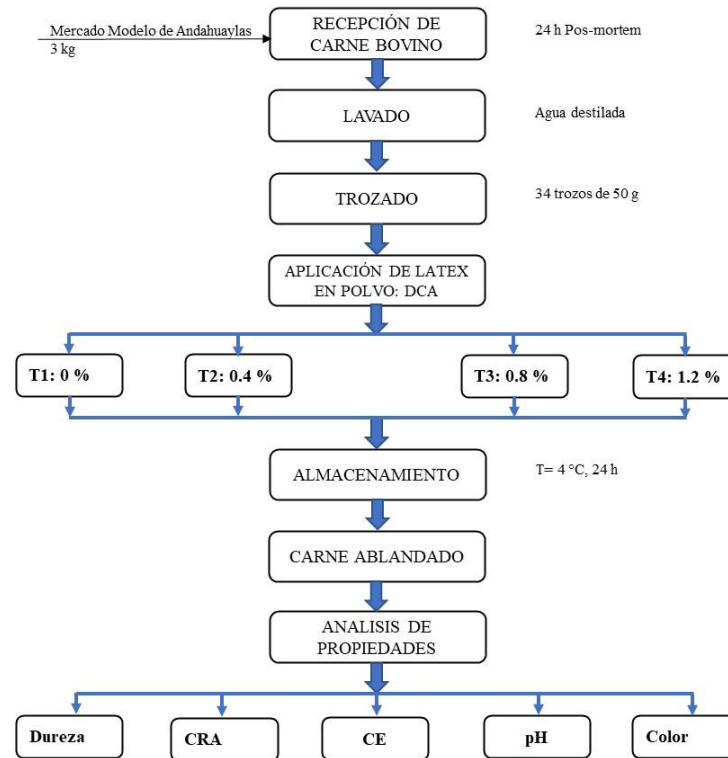 Mercado Modelo de Andahuaylas
3 kg
RECEPCIÓN DE
CARNE BOVINO
24 h Pos-mortem
LAVADO
Agua destilada
TROZADO
34 trozos de 50 g
APLICACIÓN DE LATEX
EN POLVO: DCA
T1: 0 %
T2: 0.4 %
T3: 0.8 %
T4: 1.2 %
ALMACENAMIENTO
T= 4 °C, 24 h
CARNE ABLANDADO
ANALISIS DE
PROPIEDADES
Dureza
CRA
CE
pH
Color